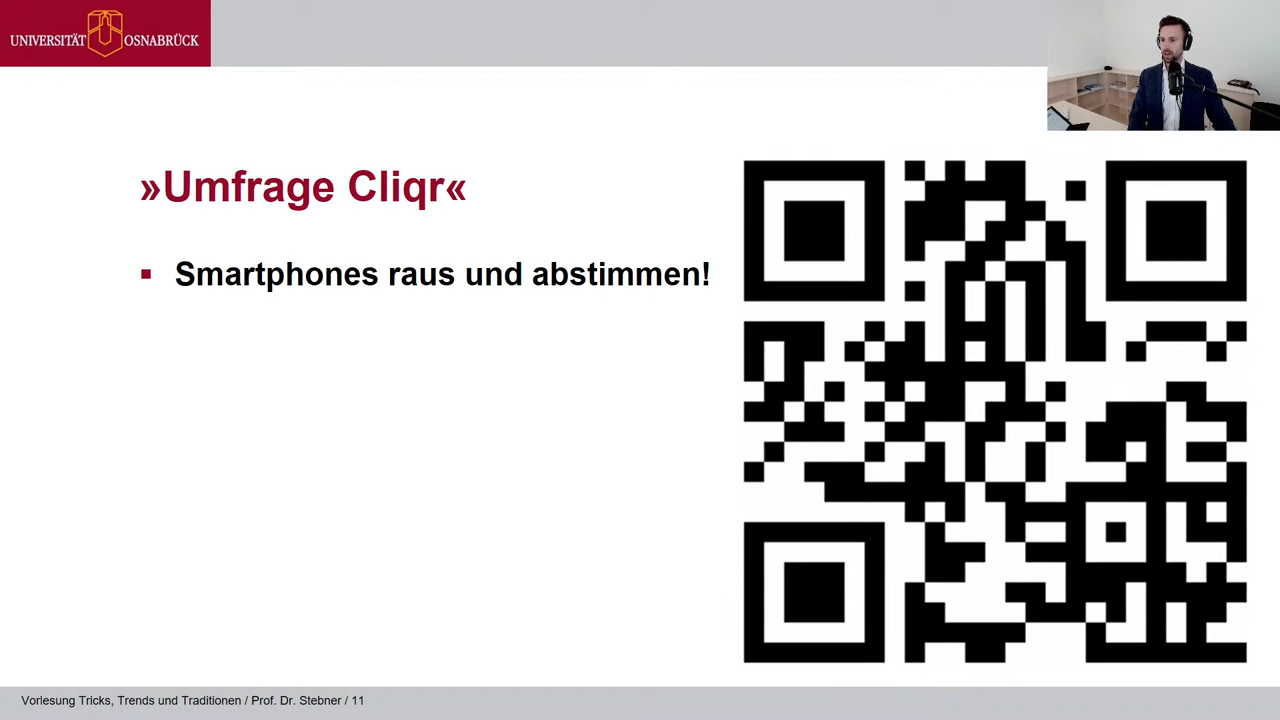 UNIVERSITÄT OSNABRÜCK
»Umfrage Cliqr«
Smartphones raus und abstimmen!
Vorlesung Tricks, Trends und Traditionen / Prof. Dr. Stebner / 11